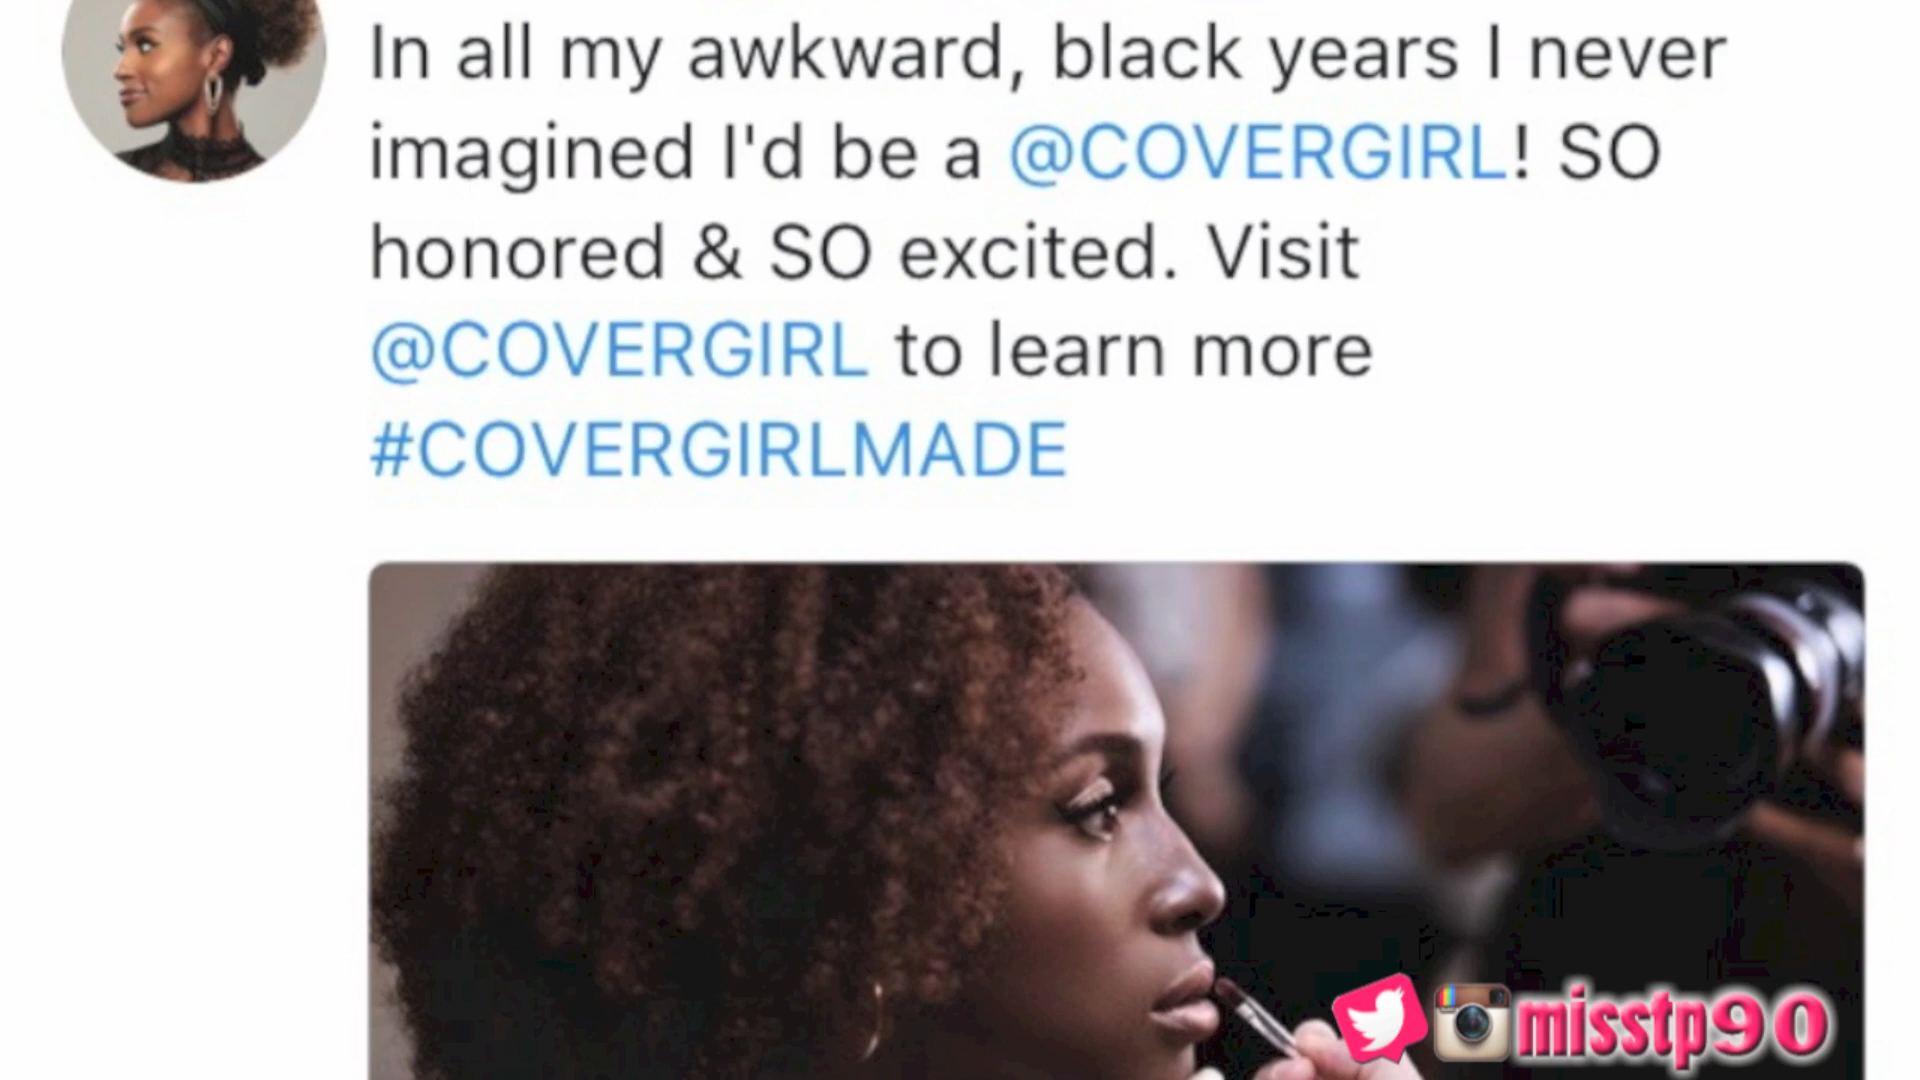 In all my awkward, black years I never
imagined I'd be a @COVERGIRL! SO
honored & SO excited. Visit
@COVERGIRL to learn more
#COVERGIRLMADE
misstp90